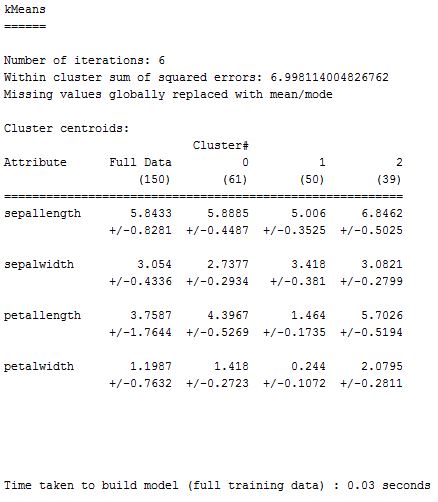 kMeans
======
Number of iterations: 6
Within cluster sum of squared errors: 6.998114004826762
Missing values globally replaced with mean/mode
Cluster centroids:
Cluster#
Attribute Full Data 0 1 2
(150) (61) (50) (39)
=========================================================
sepallength 5.8433 5.8885 5.006 6.8462
+/-0.8281 +/-0.4487 +/-0.3525 +/-0.5025
sepalwidth 3.054 2.7377 3.418 3.0821
+/-0.4336 +/-0.2934 +/-0.381 +/-0.2799
petallength 3.7587 4.3967 1.464 5.7026
+/-1.7644 +/-0.5269 +/-0.1735 +/-0.5194
petalwidth 1.1987 1.418 0.244 2.0795
+/-0.7632 +/-0.2723 +/-0.1072 +/-0.2811
Time taken to build model (full training data) : 0.03 seconds